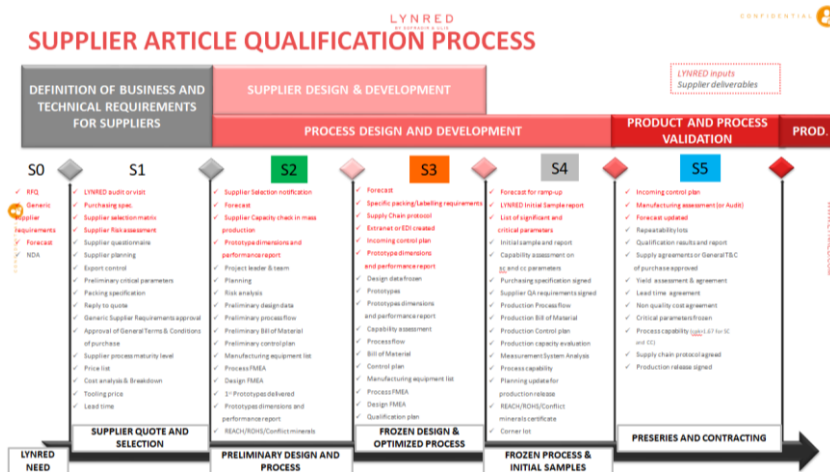 LYNRED
BY SOFRADIR & ULIS
CONFIDENTIAL
SUPPLIER ARTICLE QUALIFICATION PROCESS
LYNRED inputs
Supplier deliverables
DEFINITION OF BUSINESS AND
TECHNICAL REQUIREMENTS
FOR SUPPLIERS
SUPPLIER DESIGN & DEVELOPMENT
PROCESS DESIGN AND DEVELOPMENT
PRODUCT AND PROCESS
VALIDATION
PROD.
S0
✓ RFQ
✓ Generic
supplier
requirements
✓ Forecast
✓ NDA
S1
✓ LYNRED audit or visit
✓ Purchasing spec.
✓ Supplier selection matrix
✓ Supplier Risk assessment
✓ Supplier questionnaire
✓ Supplier planning
✓ Export control
✓ Preliminary critical parameters
✓ Packing specification
✓ Reply to quote
✓ Generic Supplier Requirements approval
✓ Approval of General Terms & Conditions
of purchase
✓ Supplier process maturity level
✓ Price list
✓ Cost analysis & Breakdown
✓ Tooling price
✓ Lead time
S2
✓ Supplier Selection notification
✓ Forecast
✓ Supplier Capacity check in mass
production
✓ Prototype dimensions and
performance report
✓ Project leader & team
✓ Planning
✓ Risk analysis
✓ Preliminary design data
✓ Preliminary process flow
✓ Preliminary Bill of Material
✓ Preliminary control plan
✓ Manufacturing equipment list
✓ Process FMEA
✓ Design FMEA
✓ 1st Prototypes delivered
✓ Prototypes dimensions and
performance report
✓ REACH/ROHS/Conflict minerals
S3
✓ Forecast
✓ Specific packing/Labelling requirements
✓ Supply Chain protocol
✓ Extranet or EDI created
✓ Incoming control plan
✓ Prototype dimensions
and performance report
✓ Design data frozen
✓ Prototypes
✓ Prototypes dimensions
and performance report
✓ Capability assessment
✓ Process flow
✓ Bill of Material
✓ Control plan
✓ Manufacturing equipment list
✓ Process FMEA
✓ Design FMEA
✓ Qualification plan
S4
✓ Forecast for ramp-up
✓ LYNRED Initial Sample report
✓ List of significant and
critical parameters
✓ Initial sample and report
✓ Capability assessment on
sc and cc parameters
✓ Purchasing specification signed
✓ Supplier QA requirements signed
✓ Production Process flow
✓ Production Bill of Material
✓ Production Control plan
✓ Production capacity evaluation
✓ Measurement System Analysis
✓ Process capability
✓ Planning update for
production release
✓ REACH/ROHS/Conflict
minerals certificate
✓ Corner lot
S5
✓ Incoming control plan
✓ Manufacturing assessment (or Audit)
✓ Forecast updated
✓ Repeatability lots
✓ Qualification results and report
✓ Supply agreements or General T&C
of purchase approved
✓ Yield assessment & agreement
✓ Lead time agreement
✓ Non quality cost agreement
✓ Critical parameters frozen
✓ Process capability (cpk>1.67 for SC
and CC)
✓ Supply chain protocol agreed
✓ Production release signed
LYNRED
NEED
SUPPLIER QUOTE AND
SELECTION
PRELIMINARY DESIGN AND
PROCESS
FROZEN DESIGN &
OPTIMIZED PROCESS
FROZEN PROCESS &
INITIAL SAMPLES
PRESERIES AND CONTRACTING